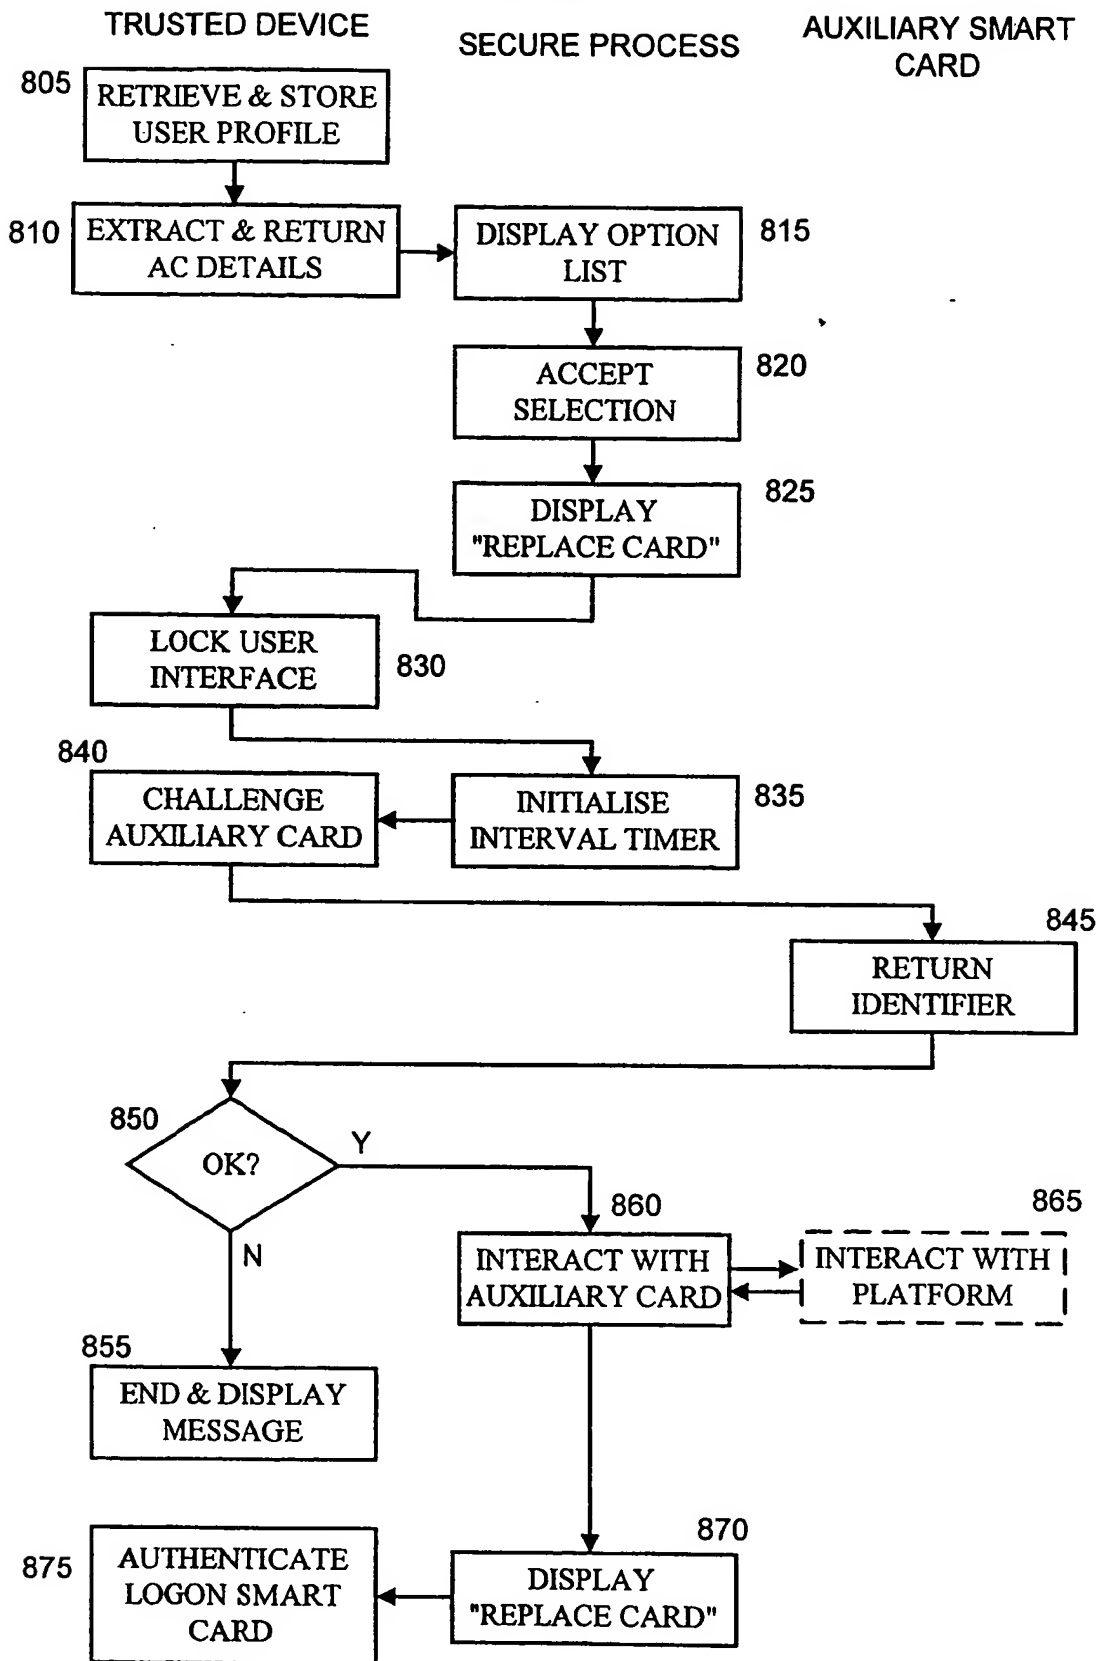 TRUSTED DEVICE
SECURE PROCESS
AUXILIARY SMART
CARD
805
RETRIEVE & STORE
USER PROFILE
810
EXTRACT & RETURN
AC DETAILS
DISPLAY OPTION
LIST
815
ACCEPT
SELECTION
820
DISPLAY
"REPLACE CARD"
825
LOCK USER
INTERFACE
830
840
CHALLENGE
AUXILIARY CARD
INITIALISE
INTERVAL TIMER
835
845
RETURN
IDENTIFIER
850
OK?
Y
N
860
INTERACT WITH
AUXILIARY CARD
865
INTERACT WITH
PLATFORM
855
END & DISPLAY
MESSAGE
870
DISPLAY
"REPLACE CARD"
875
AUTHENTICATE
LOGON SMART
CARD